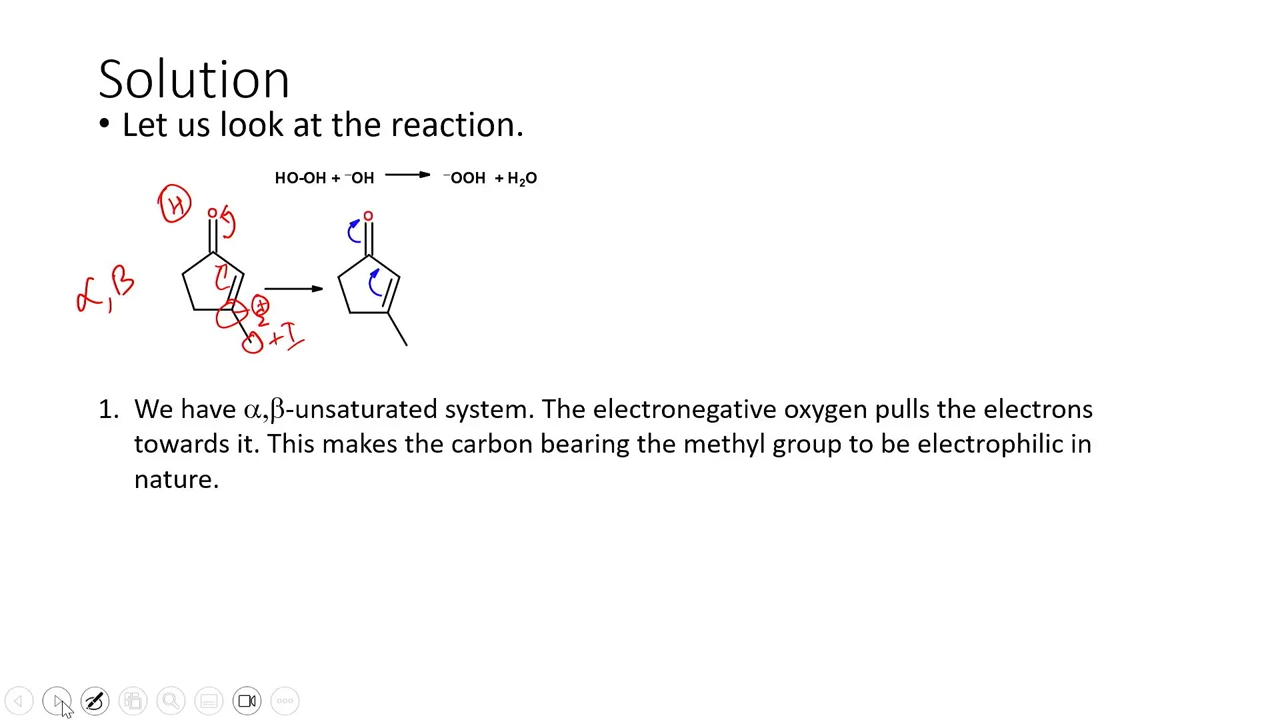 Solution
• Let us look at the reaction.
HO-OH + ⁻OH ⟶ ⁻OOH + H₂O
H
O
O
α, β
+
+I
1. We have α,β-unsaturated system. The electronegative oxygen pulls the electrons
towards it. This makes the carbon bearing the methyl group to be electrophilic in
nature.